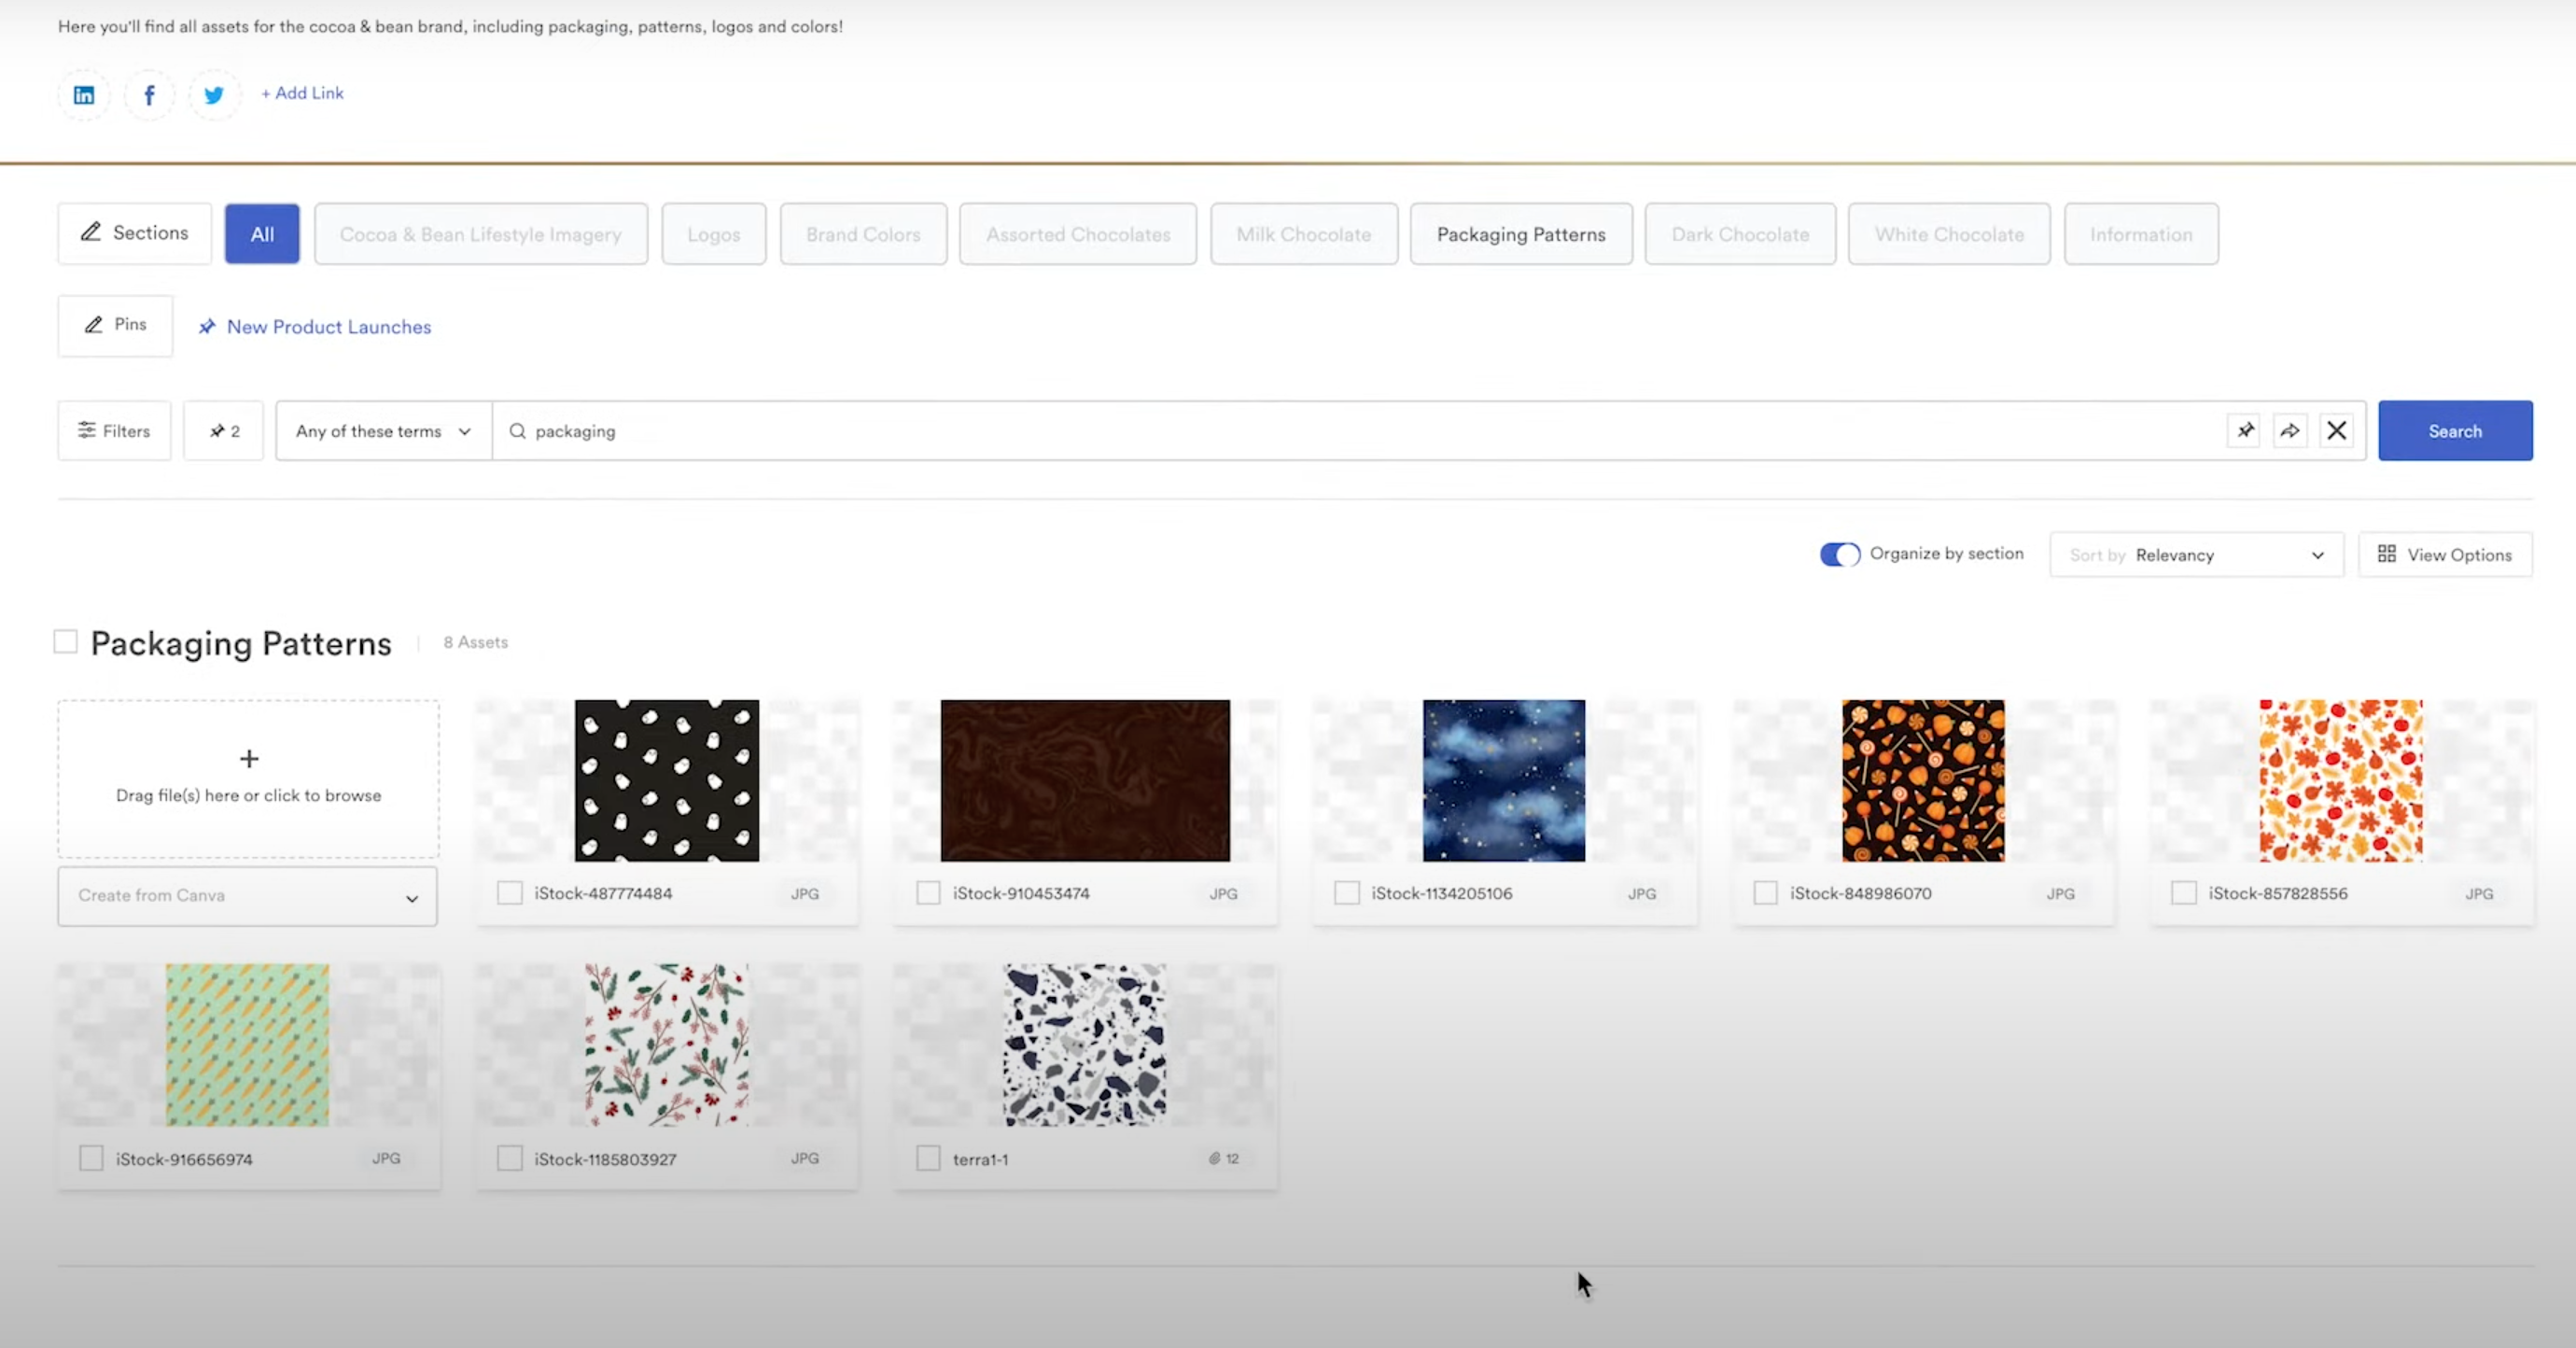 Here you'll find all assets for the cocoa & bean brand, including packaging, patterns, logos and colors!
in f + Add Link
Sections All Cocoa & Bean Lifestyle Imagery Logos Brand Colors Assorted Chocolates Milk Chocolate Packaging Patterns Dark Chocolate White Chocolate Information
Pins New Product Launches
Filters 2 Any of these terms packaging Search
Organize by section Sort by Relevancy View Options
Packaging Patterns 8 Assets
Drag file(s) here or click to browse
Create from Canva
iStock-487774484 JPG
iStock-910453474 JPG
iStock-1134205106 JPG
iStock-848986070 JPG
iStock-857828556 JPG
iStock-916656974 JPG
iStock-1185803927 JPG
terra1-1 12